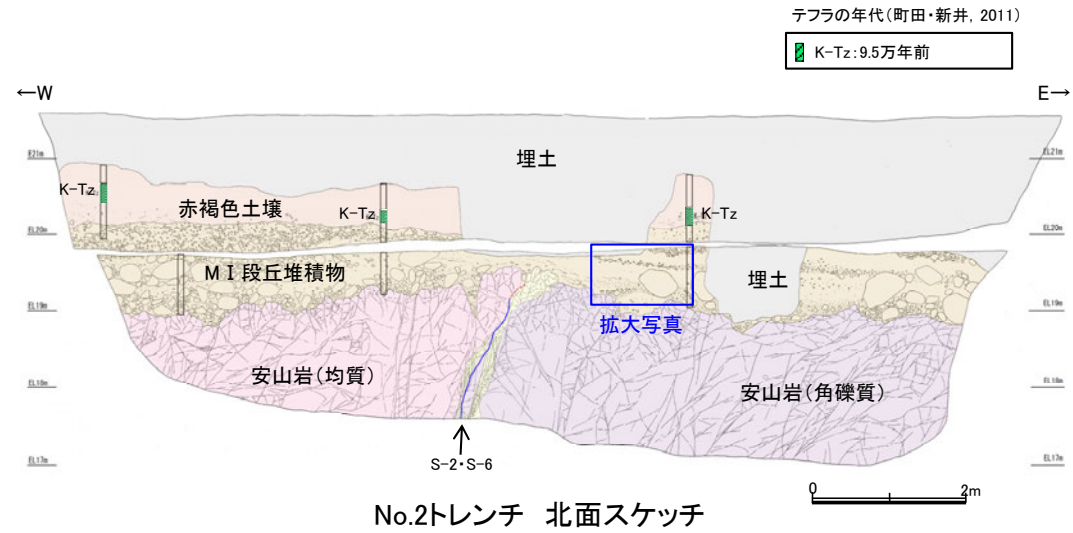 テフラの年代(町田・新井, 2011)
K-Tz:9.5万年前
←W
E→
EL21m
EL21m
埋土
K-Tz
K-Tz
K-Tz
赤褐色土壌
EL20m
EL20m
MⅠ段丘堆積物
埋土
EL19m
EL19m
拡大写真
安山岩(均質)
安山岩(角礫質)
EL18m
EL18m
EL17m
EL17m
S-2・S-6
0
2m
No.2トレンチ 北面スケッチ